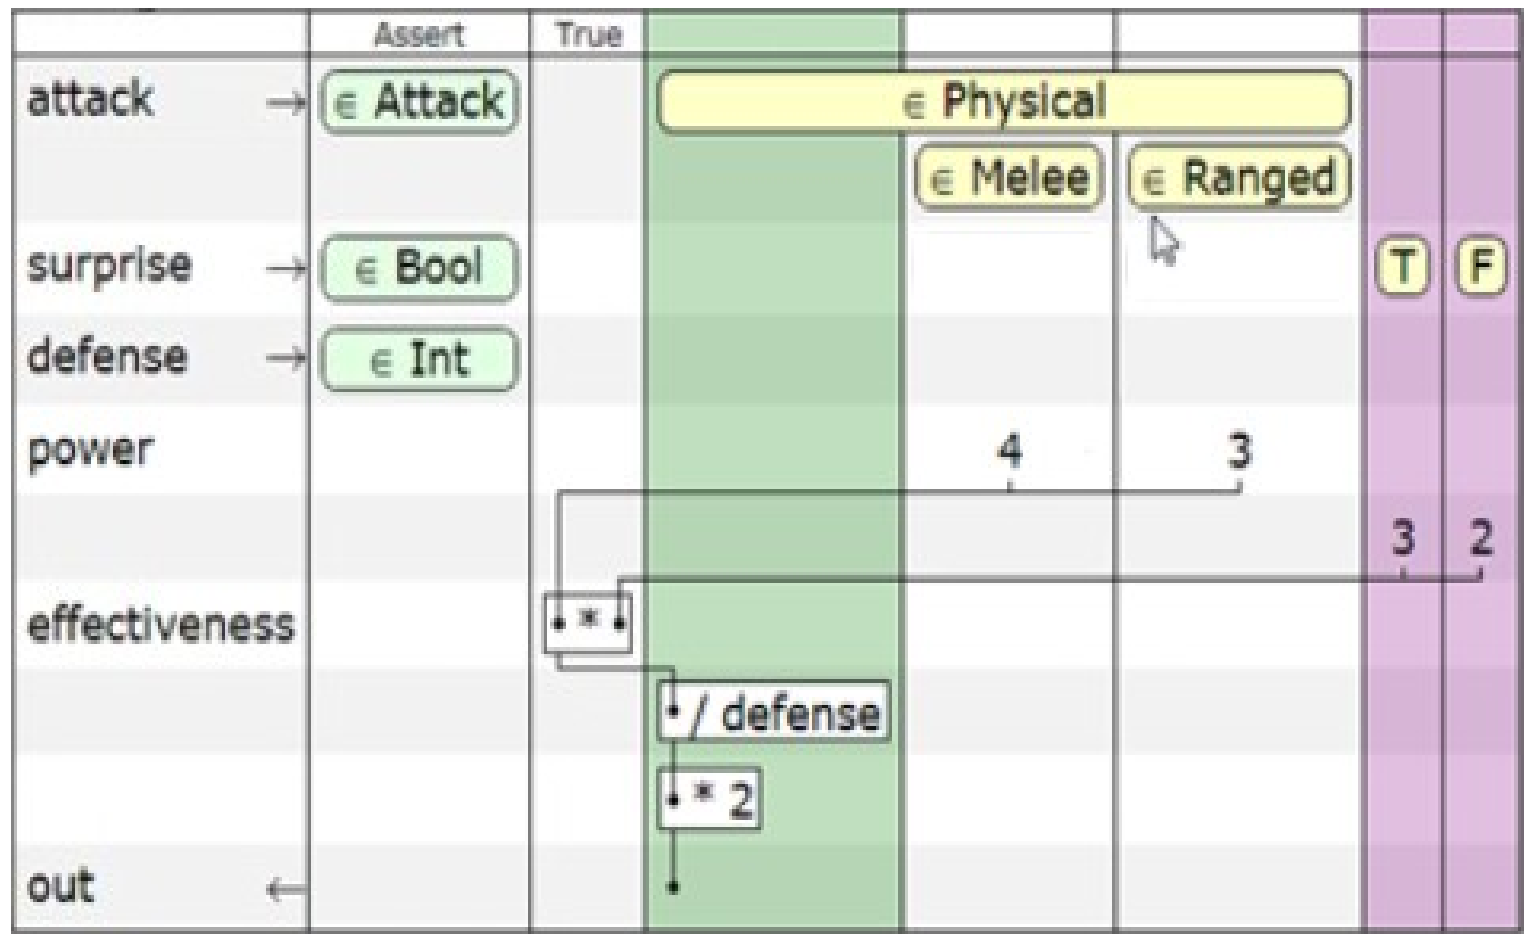 Assert True
attack → ∈ Attack ∈ Physical
∈ Melee ∈ Ranged
surprise → ∈ Bool T F
defense → ∈ Int
power 4 3
3 2
effectiveness *
/ defense
* 2
out ←